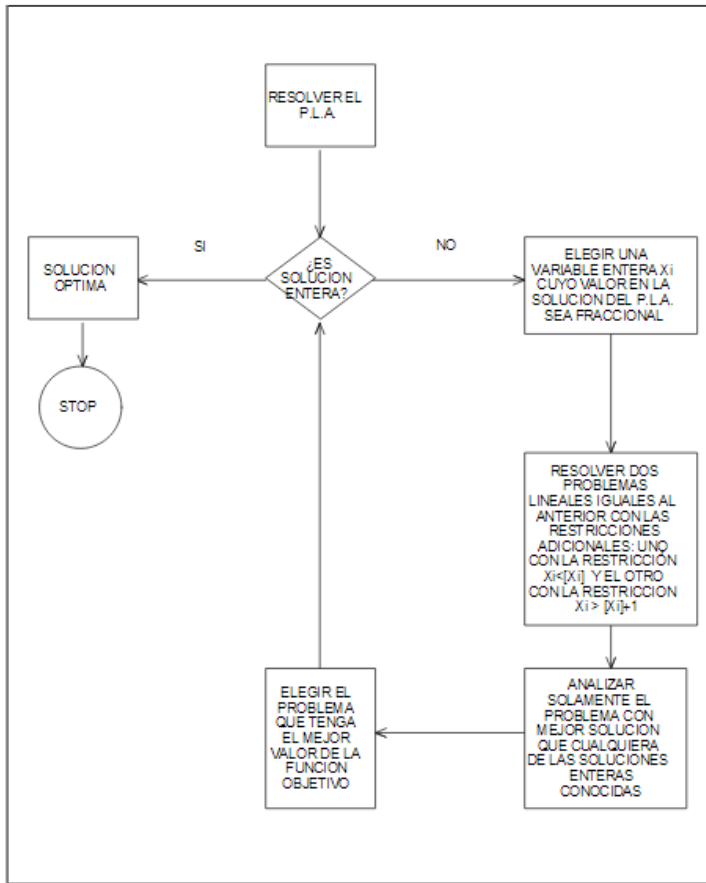 RESOLVER EL
P.L.A.
SI
NO
¿ES
SOLUCION
ENTERA?
SOLUCION
OPTIMA
STOP
ELEGIR UNA
VARIABLE ENTERA Xi
CUYO VALOR EN LA
SOLUCION DEL P.L.A.
SEA FRACCIONAL
RESOLVER DOS
PROBLEMAS
LINEALES IGUALES AL
ANTERIOR CON LAS
RESTRICCIONES
ADICIONALES: UNO
CON LA RESTRICCIÓN
Xi<[Xi] Y EL OTRO
CON LA RESTRICCION
Xi > [Xi]+1
ANALIZAR
SOLAMENTE EL
PROBLEMA CON
MEJOR SOLUCION
QUE CUALQUIERA
DE LAS SOLUCIONES
ENTERAS
CONOCIDAS
ELEGIR EL
PROBLEMA
QUE TENGA
EL MEJOR
VALOR DE LA
FUNCION
OBJETIVO